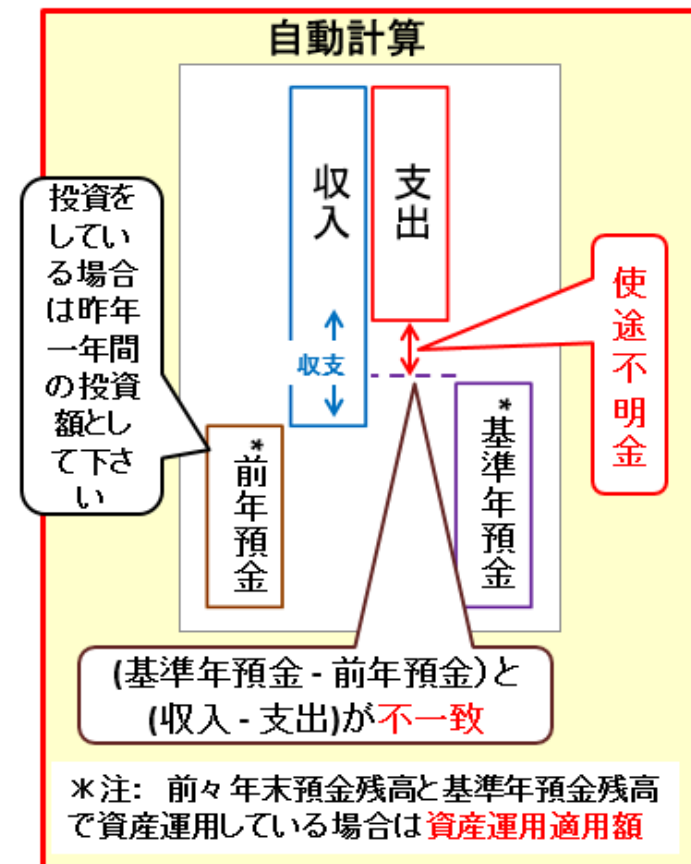 自動計算
収入
支出
投資を
してい
る場合
は昨年
一年間
の投資
額とし
て下さ
い
使途不明金
収支
*前年預金
*基準年預金
(基準年預金 - 前年預金)と
(収入 - 支出)が不一致
*注: 前々年末預金残高と基準年預金残高
で資産運用している場合は資産運用適用額